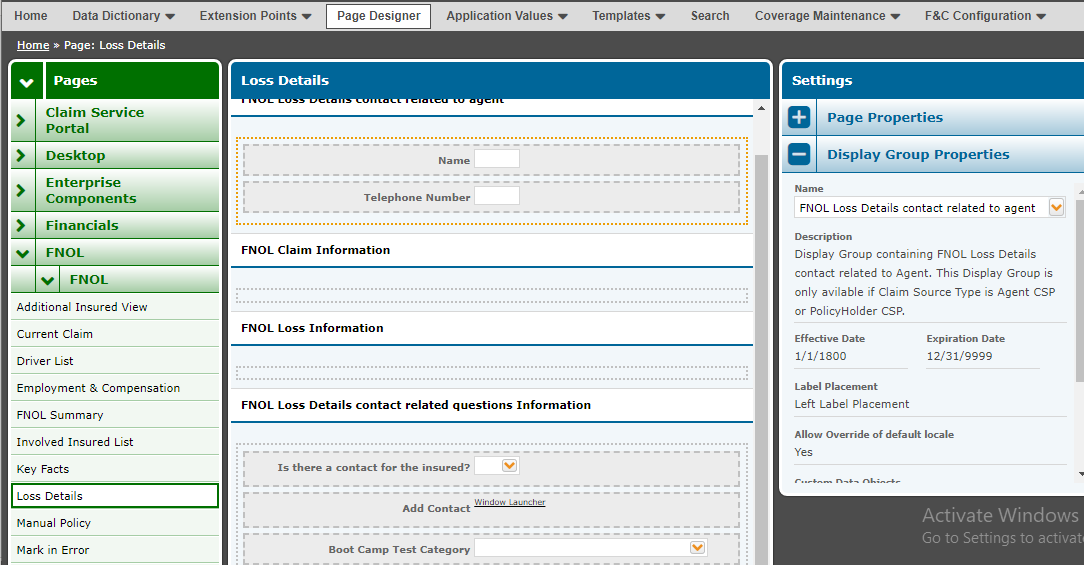 Home Data Dictionary Extension Points Page Designer Application Values Templates Search Coverage Maintenance F&C Configuration
Home » Page: Loss Details
Pages
Claim Service
Portal
Desktop
Enterprise
Components
Financials
FNOL
FNOL
Additional Insured View
Current Claim
Driver List
Employment & Compensation
FNOL Summary
Involved Insured List
Key Facts
Loss Details
Manual Policy
Mark in Error
Loss Details
FNOL Loss Details contact related to agent
Name
Telephone Number
FNOL Claim Information
FNOL Loss Information
FNOL Loss Details contact related questions Information
Is there a contact for the insured?
Add Contact Window Launcher
Boot Camp Test Category
Settings
Page Properties
Display Group Properties
Name
FNOL Loss Details contact related to agent
Description
Display Group containing FNOL Loss Details
contact related to Agent. This Display Group is
only avilable if Claim Source Type is Agent CSP
or PolicyHolder CSP.
Effective Date Expiration Date
1/1/1800 12/31/9999
Label Placement
Left Label Placement
Allow Override of default locale
Yes
Custom Data Objects
Activate Windows
Go to Settings to activate